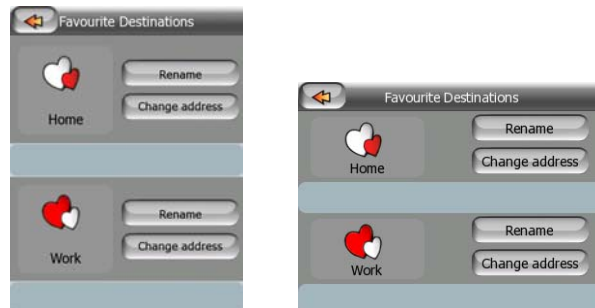 Favourite Destinations
Rename
Change address
Home
Rename
Change address
Work
Favourite Destinations
Rename
Home
Change address
Rename
Work
Change address